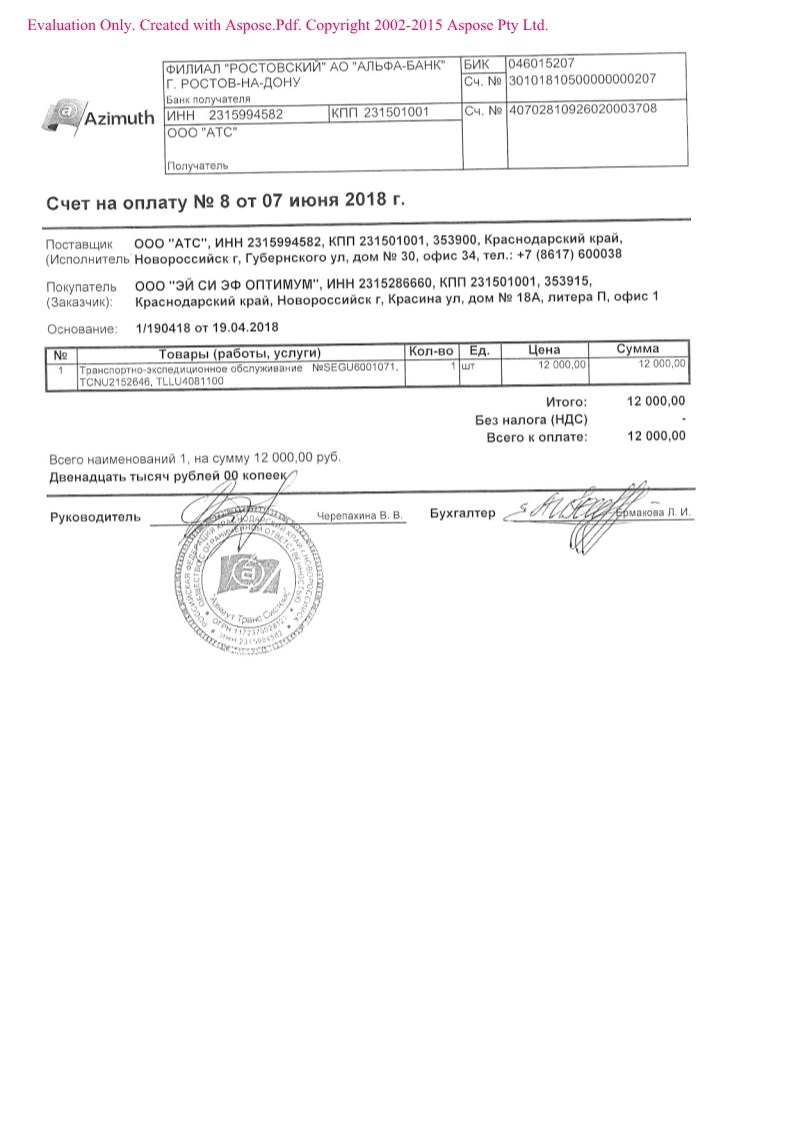 Evaluation Only. Created with Aspose.Pdf. Copyright 2002-2015 Aspose Pty Ltd.
Azimuth
ФИЛИАЛ "РОСТОВСКИЙ" АО "АЛЬФА-БАНК" БИК 046015207
Г. РОСТОВ-НА-ДОНУ Сч. № 30101810500000000207
Банк получателя
ИНН 2315994582 КПП 231501001 Сч. № 40702810926020003708
ООО "АТС"
Получатель
Счет на оплату № 8 от 07 июня 2018 г.
Поставщик ООО "АТС", ИНН 2315994582, КПП 231501001, 353900, Краснодарский край,
(Исполнитель Новороссийск г, Губернского ул, дом № 30, офис 34, тел.: +7 (8617) 600038
Покупатель ООО "ЭЙ СИ ЭФ ОПТИМУМ", ИНН 2315286660, КПП 231501001, 353915,
(Заказчик): Краснодарский край, Новороссийск г, Красина ул, дом № 18А, литера П, офис 1
Основание: 1/190418 от 19.04.2018
№ Товары (работы, услуги) Кол-во Ед. Цена Сумма
1 Транспортно-экспедиционное обслуживание №SEGU6001071, 1 шт 12 000,00 12 000,00
TCNU2152646, TLLU4081100
Итого: 12 000,00
Без налога (НДС) -
Всего к оплате: 12 000,00
Всего наименований 1, на сумму 12 000,00 руб.
Двенадцать тысяч рублей 00 копеек
Руководитель Черепахина В. В. Бухгалтер Ермакова Л. И.
РОССИЙСКАЯ ФЕДЕРАЦИЯ КРАСНОДАРСКИЙ КРАЙ г.НОВОРОССИЙСК
ОБЩЕСТВО С ОГРАНИЧЕННОЙ ОТВЕТСТВЕННОСТЬЮ
"Азимут Транс Системс"
ИНН 2315994582